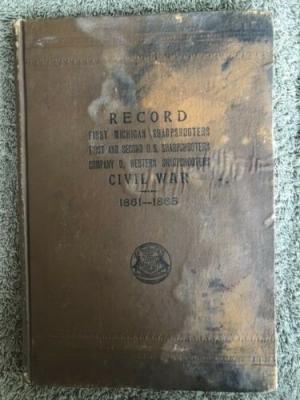 RECORD
FIRST MICHIGAN SHARPSHOOTERS
FIRST AND SECOND U.S. SHARPSHOOTERS
COMPANY D, WESTERN SHARPSHOOTERS
CIVIL WAR
1861—1865